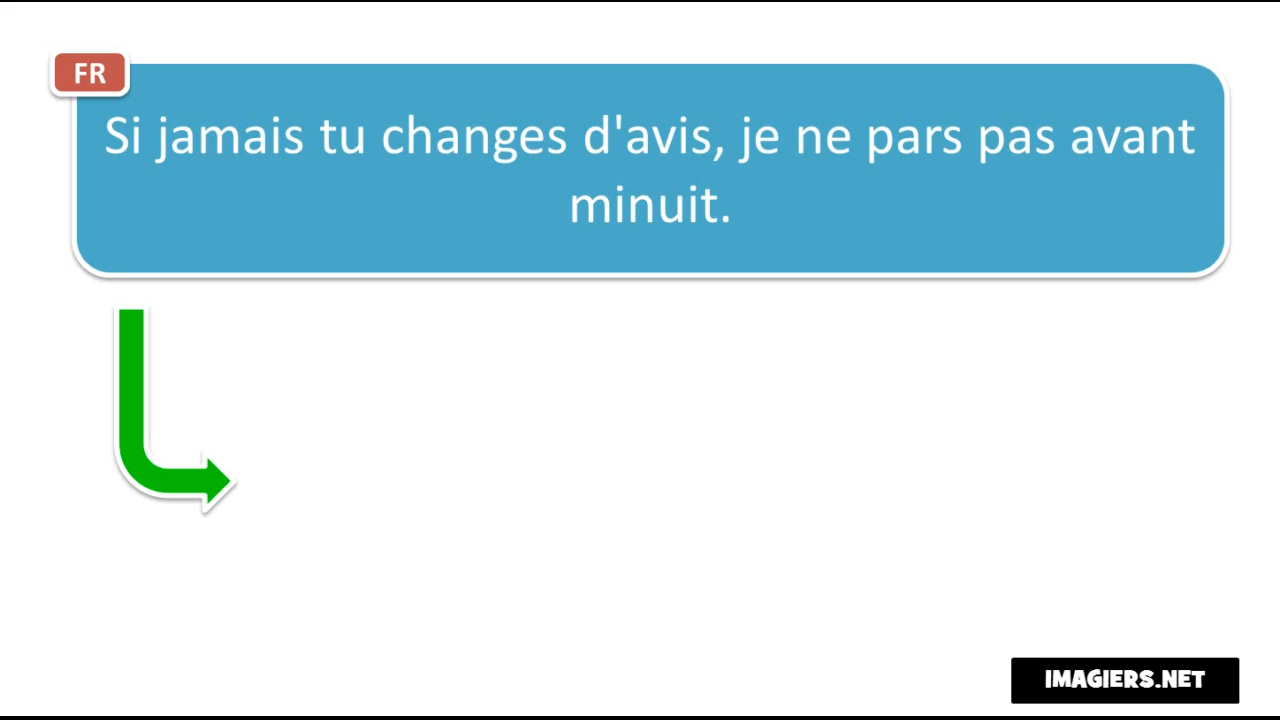 FR
Si jamais tu changes d'avis, je ne pars pas avant
minuit.
IMAGIERS.NET